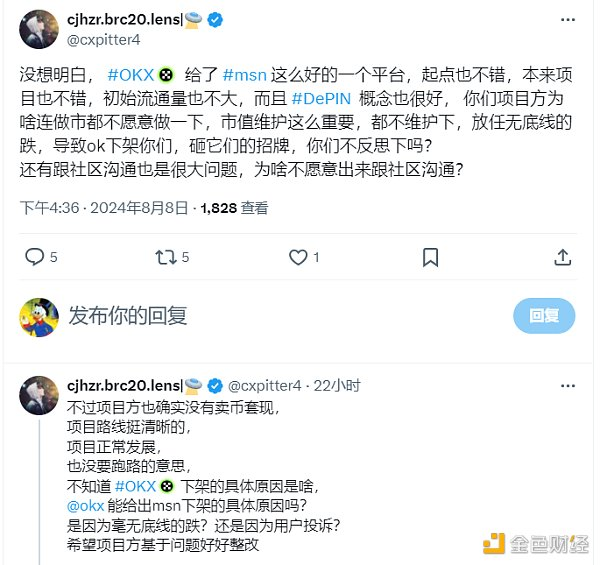 cjhzr.brc20.lens|🛸
@cxpitter4
没想明白， #OKX 给了 #msn 这么好的一个平台，起点也不错，本来项
目也不错，初始流通量也不大，而且 #DePIN 概念也很好， 你们项目方为
啥连做市都不愿意做一下，市值维护这么重要，都不维护下，放任无底线的
跌，导致ok下架你们，砸它们的招牌，你们不反思下吗？
还有跟社区沟通也是很大问题，为啥不愿意出来跟社区沟通？
下午4:36 · 2024年8月8日 · 1,828 查看
5 5 1
发布你的回复 回复
cjhzr.brc20.lens|🛸 @cxpitter4 · 22小时
不过项目方也确实没有卖币套现，
项目路线挺清晰的，
项目正常发展，
也没要跑路的意思，
不知道 #OKX 下架的具体原因是啥，
@okx 能给出msn下架的具体原因吗？
是因为毫无底线的跌？还是因为用户投诉？
希望项目方基于问题好好整改
金色财经